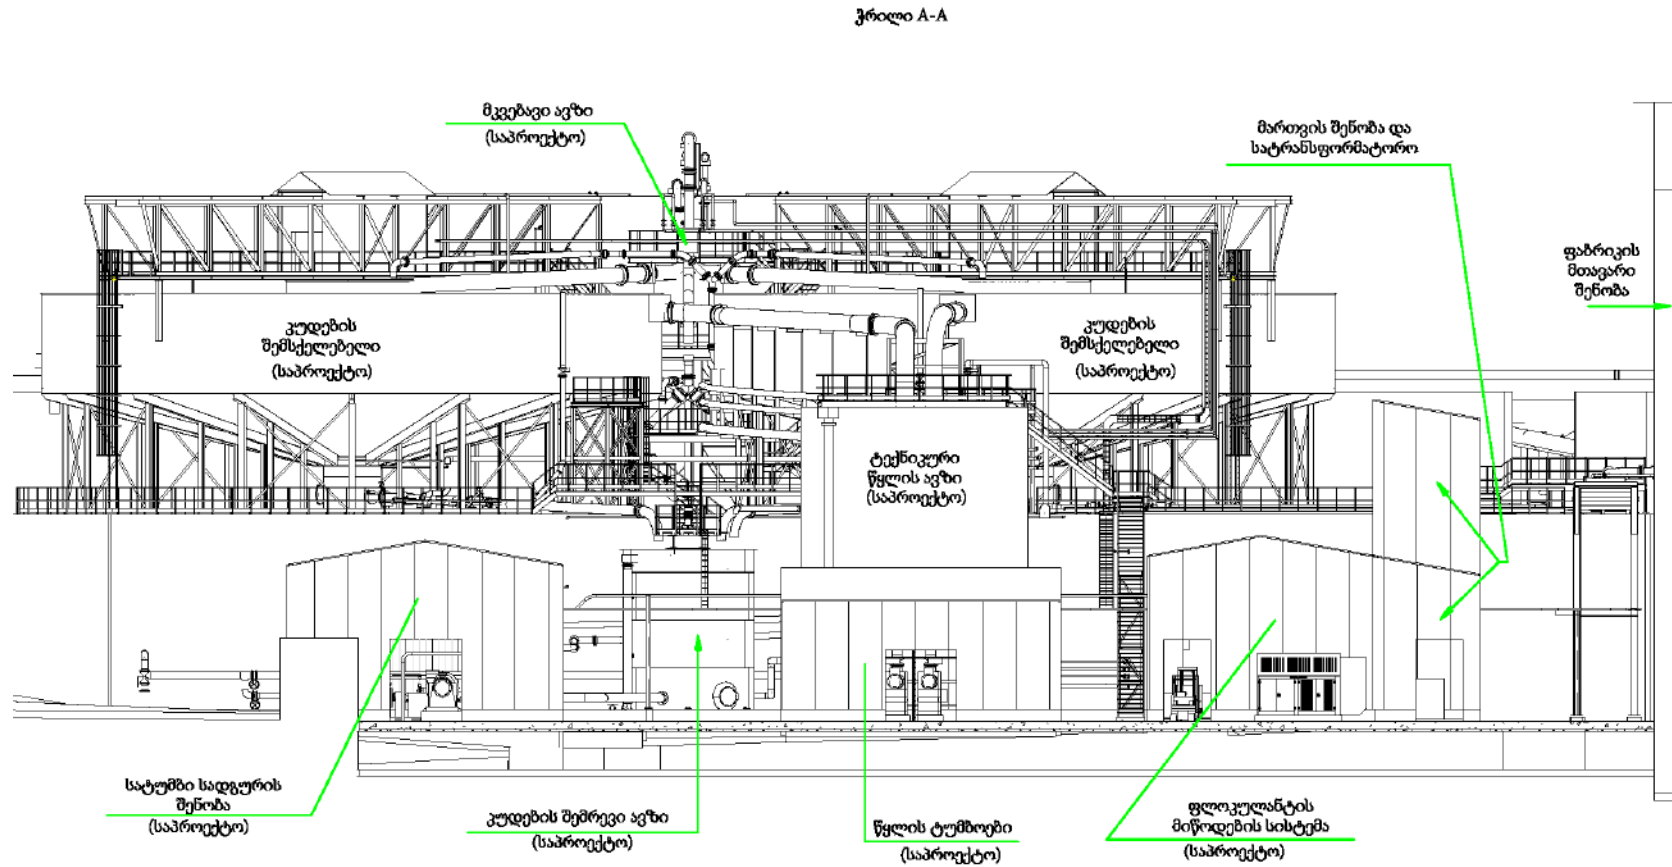 ჭრილი A-A
მკვებავი ავზი
(საპროექტო)
მართვის შენობა და
სატრანსფორმატორო
ფაბრიკის
მთავარი
შენობა
კუდების
შემსქელებელი
(საპროექტო)
კუდების
შემსქელებელი
(საპროექტო)
ტექნიკური
წყლის ავზი
(საპროექტო)
სატუმბი სადგურის
შენობა
(საპროექტო)
კუდების შემრევი ავზი
(საპროექტო)
წყლის ტუმბოები
(საპროექტო)
ფლოკულანტის
მიწოდების სისტემა
(საპროექტო)